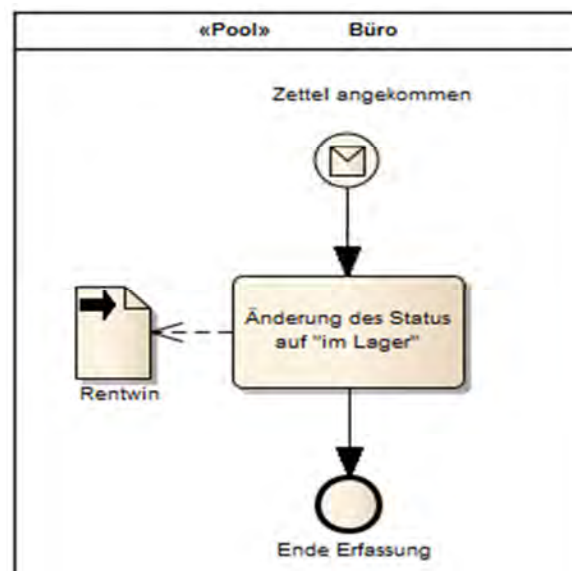 «Pool» Büro
Zettel angekommen
Änderung des Status
auf "im Lager"
Rentwin
Ende Erfassung